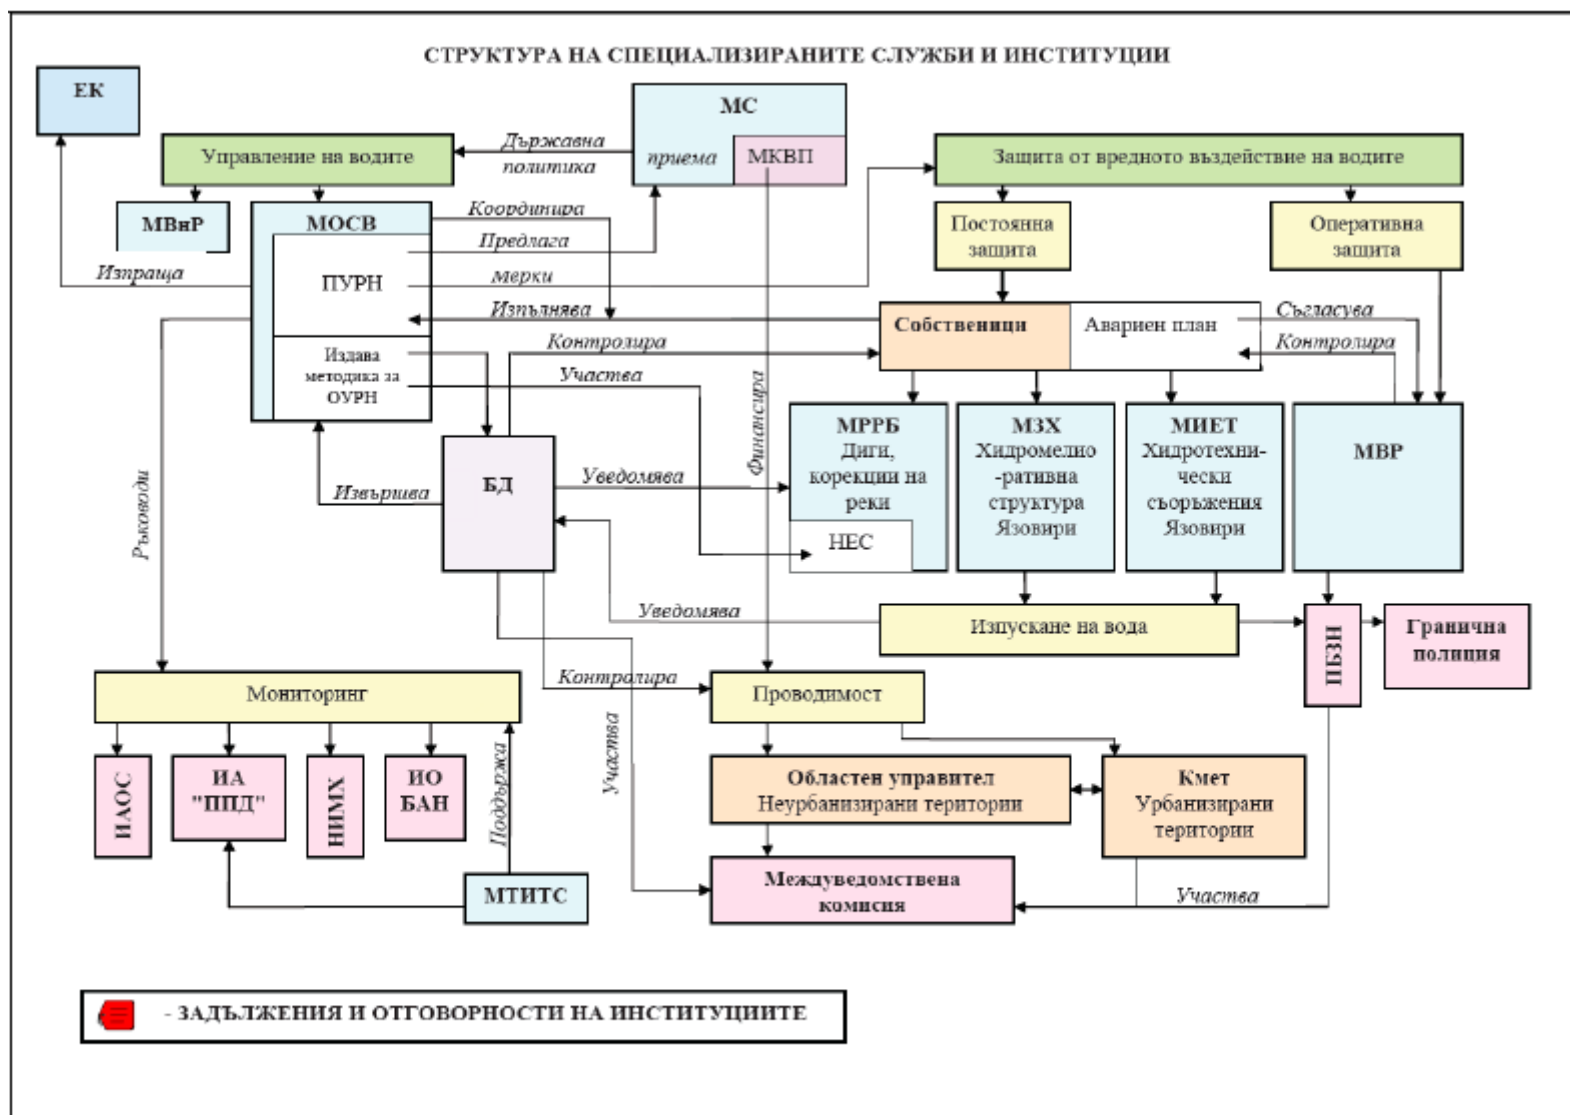 СТРУКТУРА НА СПЕЦИАЛИЗИРАНИТЕ СЛУЖБИ И ИНСТИТУЦИИ
ЕК
МС
приема
МКВП
Държавна
политика
Управление на водите
Защита от вредното въздействие на водите
МВнР
МОСВ
Координира
Предлага
Постоянна
защита
Оперативна
защита
Изпраща
ПУРН
мерки
Изпълнява
Собственици
Авариен план
Съгласува
Контролира
Контролира
Издава
методика за
ОУРН
Участва
Финансира
МРРБ
Диги,
корекции на
реки
НЕС
МЗХ
Хидромелио
-ративна
структура
Язовири
МИЕТ
Хидротехни-
чески
съоръжения
Язовири
МВР
БД
Уведомява
Извършва
Ръководи
Уведомява
Изпускане на вода
ПБЗН
Гранична
полиция
Мониторинг
Контролира
Проводимост
ИАОС
ИА
"ППД"
НИМХ
ИО
БАН
Поддържа
Участва
Областен управител
Неурбанизирани територии
Кмет
Урбанизирани
територии
МТИТС
Междуведомствена
комисия
Участва
- ЗАДЪЛЖЕНИЯ И ОТГОВОРНОСТИ НА ИНСТИТУЦИИТЕ